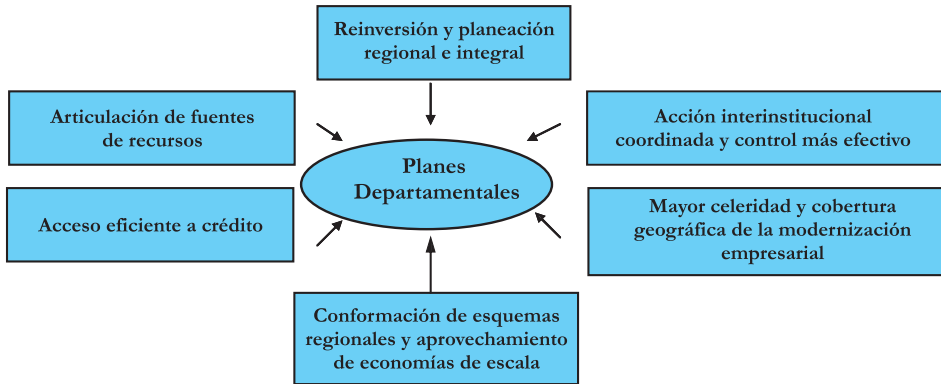 Reinversión y planeación
regional e integral
Articulación de fuentes
de recursos
Acción interinstitucional
coordinada y control más efectivo
Planes
Departamentales
Acceso eficiente a crédito
Mayor celeridad y cobertura
geográfica de la modernización
empresarial
Conformación de esquemas
regionales y aprovechamiento
de economías de escala